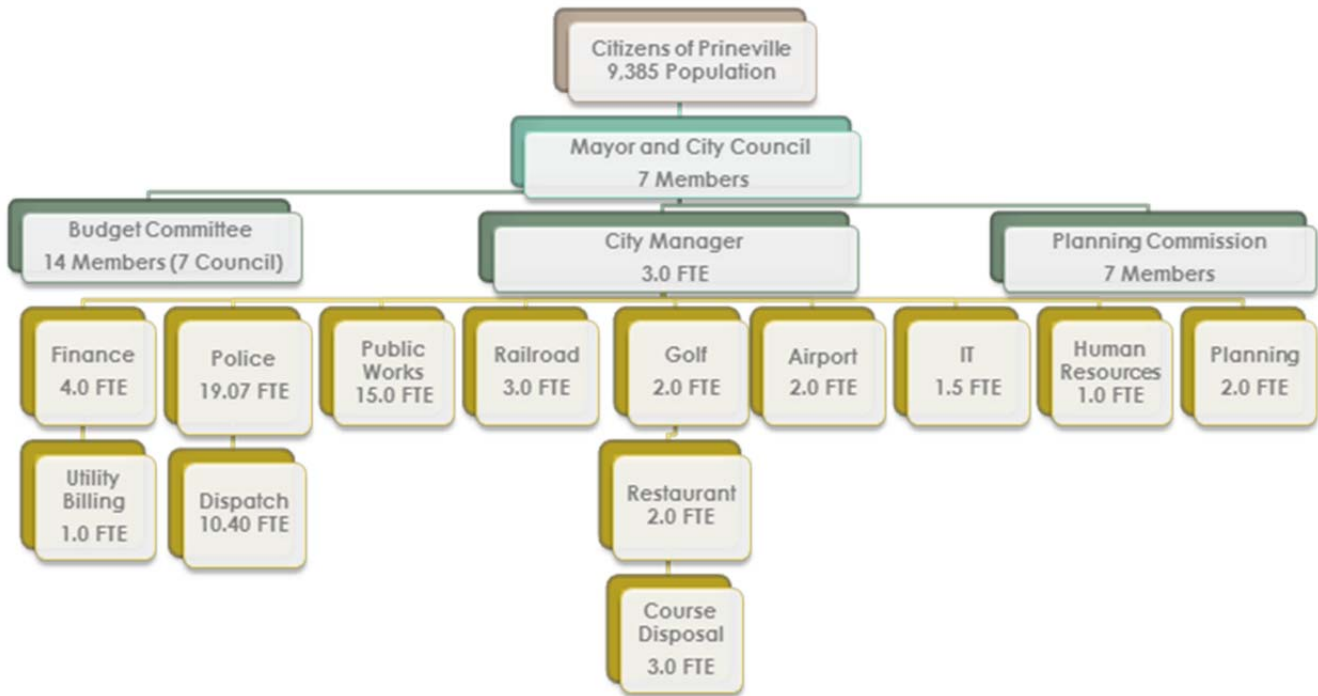 Citizens of Prineville
9,385 Population
Mayor and City Council
7 Members
Budget Committee
14 Members (7 Council)
City Manager
3.0 FTE
Planning Commission
7 Members
Finance
4.0 FTE
Police
19.07 FTE
Public
Works
15.0 FTE
Railroad
3.0 FTE
Golf
2.0 FTE
Airport
2.0 FTE
IT
1.5 FTE
Human
Resources
1.0 FTE
Planning
2.0 FTE
Utility
Billing
1.0 FTE
Dispatch
10.40 FTE
Restaurant
2.0 FTE
Course
Disposal
3.0 FTE